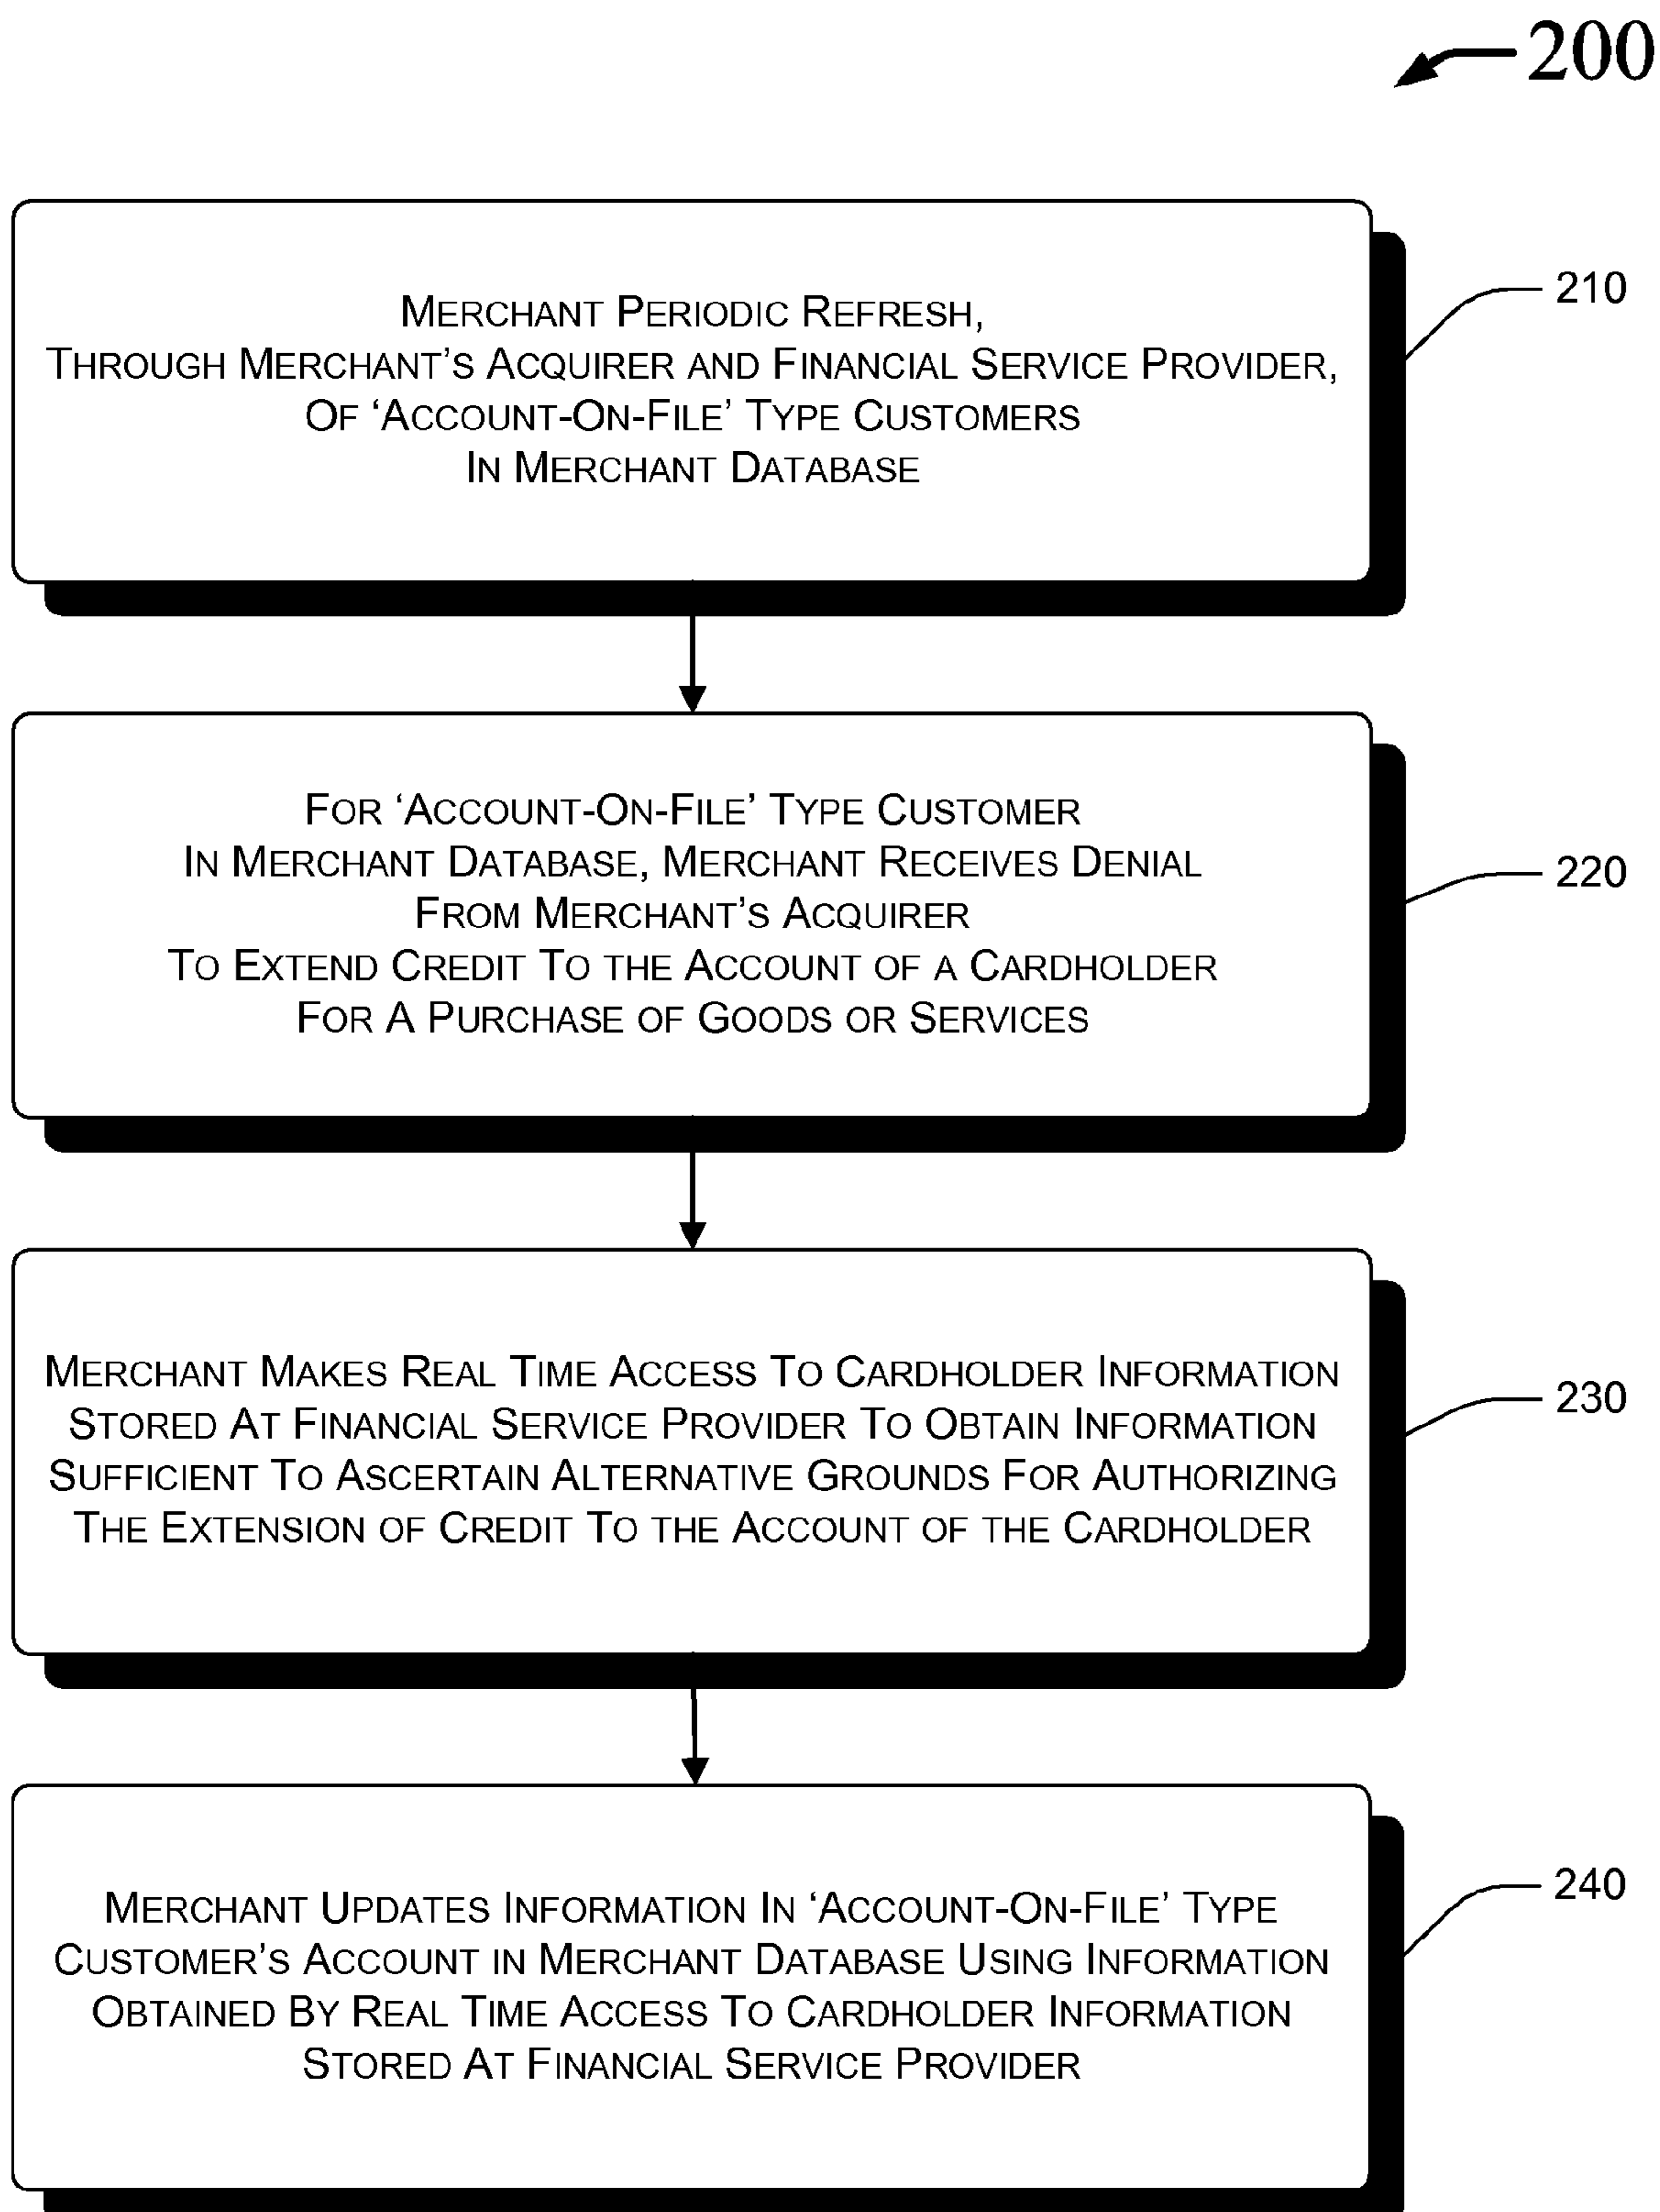 200
MERCHANT PERIODIC REFRESH,
THROUGH MERCHANT'S ACQUIRER AND FINANCIAL SERVICE PROVIDER,
OF 'ACCOUNT-ON-FILE' TYPE CUSTOMERS
IN MERCHANT DATABASE
210
FOR 'ACCOUNT-ON-FILE' TYPE CUSTOMER
IN MERCHANT DATABASE, MERCHANT RECEIVES DENIAL
FROM MERCHANT'S ACQUIRER
TO EXTEND CREDIT TO THE ACCOUNT OF A CARDHOLDER
FOR A PURCHASE OF GOODS OR SERVICES
220
MERCHANT MAKES REAL TIME ACCESS TO CARDHOLDER INFORMATION
STORED AT FINANCIAL SERVICE PROVIDER TO OBTAIN INFORMATION
SUFFICIENT TO ASCERTAIN ALTERNATIVE GROUNDS FOR AUTHORIZING
THE EXTENSION OF CREDIT TO THE ACCOUNT OF THE CARDHOLDER
230
MERCHANT UPDATES INFORMATION IN 'ACCOUNT-ON-FILE' TYPE
CUSTOMER'S ACCOUNT IN MERCHANT DATABASE USING INFORMATION
OBTAINED BY REAL TIME ACCESS TO CARDHOLDER INFORMATION
STORED AT FINANCIAL SERVICE PROVIDER
240